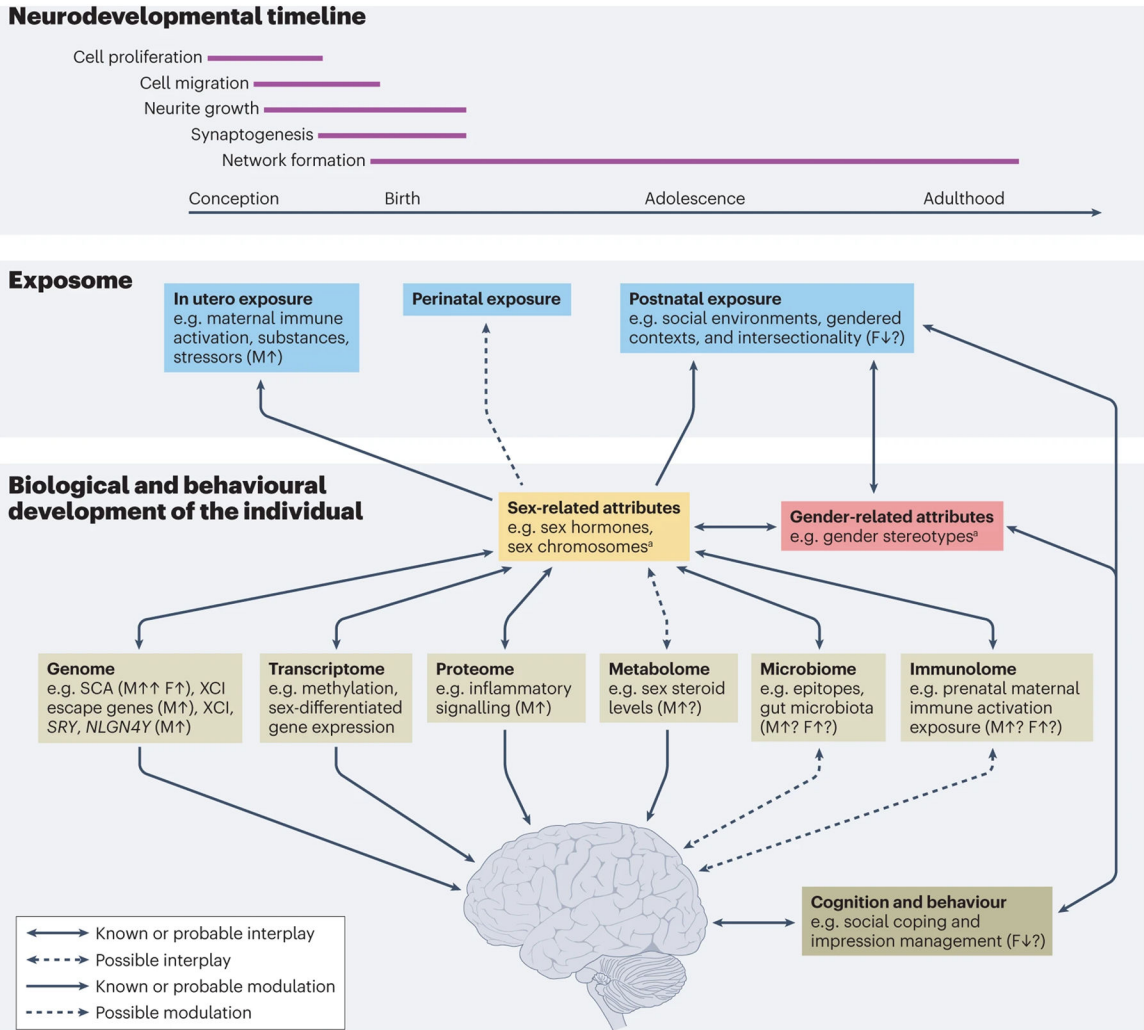 Neurodevelopmental timeline
Cell proliferation
Cell migration
Neurite growth
Synaptogenesis
Network formation
Conception
Birth
Adolescence
Adulthood
Exposome
In utero exposure
e.g. maternal immune
activation, substances,
stressors (M↑)
Perinatal exposure
Postnatal exposure
e.g. social environments, gendered
contexts, and intersectionality (F↓?)
Biological and behavioural
development of the individual
Sex-related attributes
e.g. sex hormones,
sex chromosomesᵃ
Gender-related attributes
e.g. gender stereotypesᵃ
Genome
e.g. SCA (M↑↑ F↑), XCI
escape genes (M↑), XCI,
SRY, NLGN4Y (M↑)
Transcriptome
e.g. methylation,
sex-differentiated
gene expression
Proteome
e.g. inflammatory
signalling (M↑)
Metabolome
e.g. sex steroid
levels (M↑?)
Microbiome
e.g. epitopes,
gut microbiota
(M↑? F↑?)
Immunolome
e.g. prenatal maternal
immune activation
exposure (M↑? F↑?)
Cognition and behaviour
e.g. social coping and
impression management (F↓?)
Known or probable interplay
Possible interplay
Known or probable modulation
Possible modulation